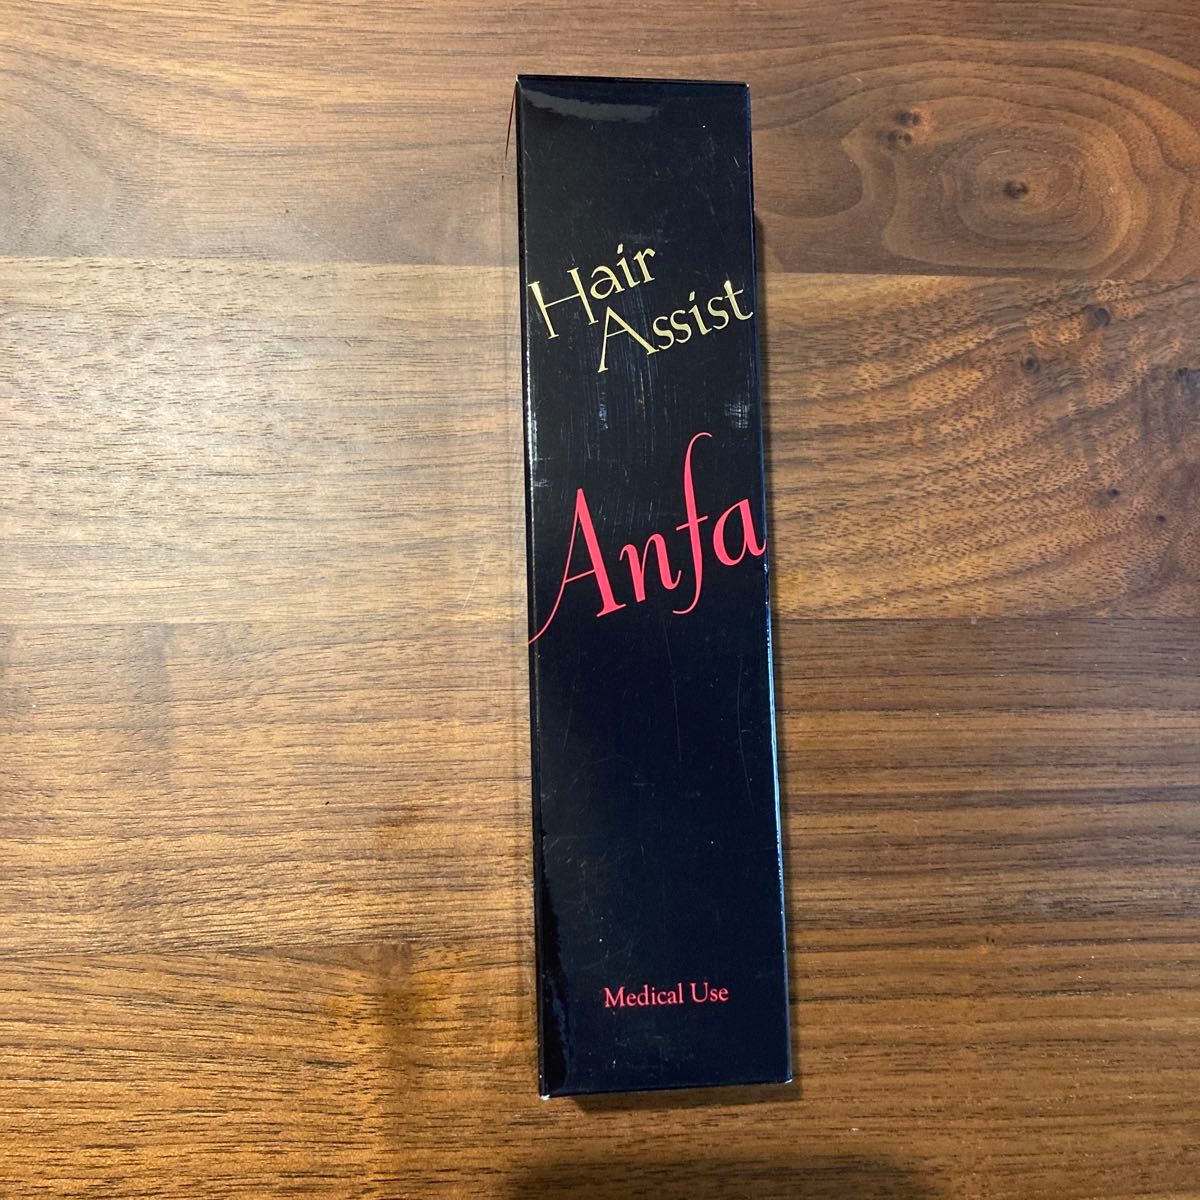 Hair
Assist
Anfa
Medical Use